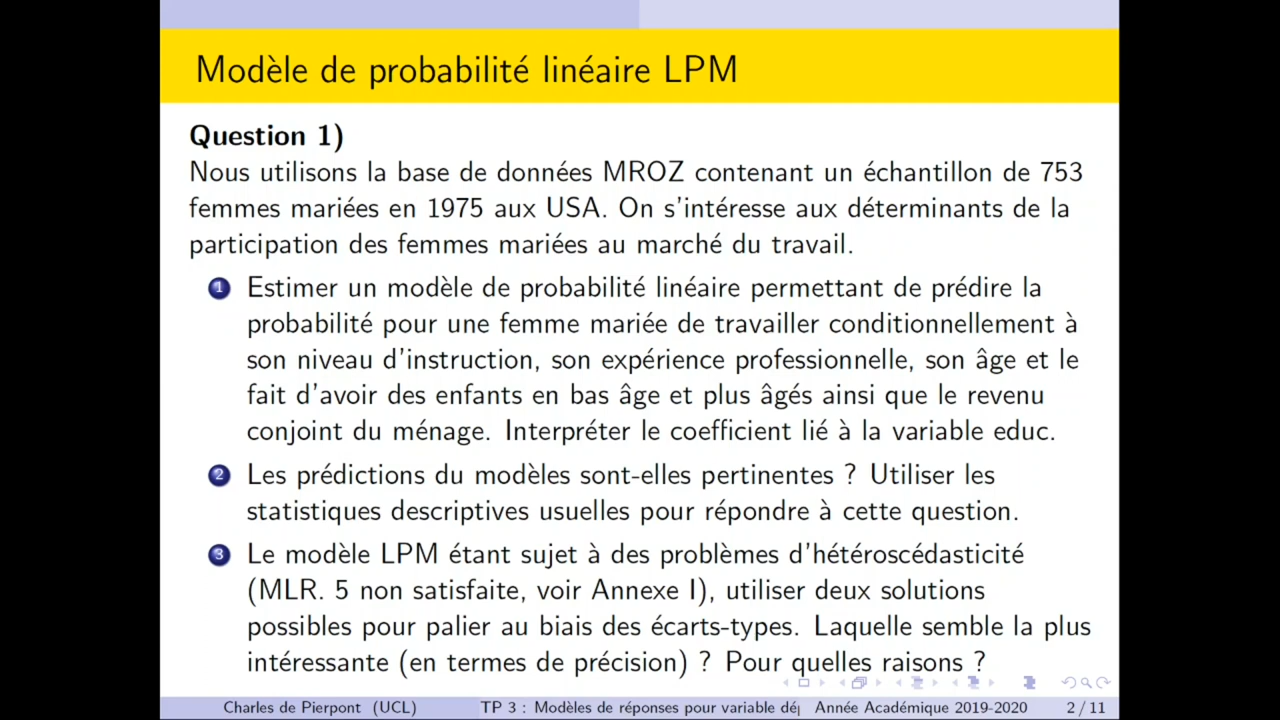 Modèle de probabilité linéaire LPM
Question 1)
Nous utilisons la base de données MROZ contenant un échantillon de 753
femmes mariées en 1975 aux USA. On s'intéresse aux déterminants de la
participation des femmes mariées au marché du travail.
1 Estimer un modèle de probabilité linéaire permettant de prédire la
probabilité pour une femme mariée de travailler conditionnellement à
son niveau d'instruction, son expérience professionnelle, son âge et le
fait d'avoir des enfants en bas âge et plus âgés ainsi que le revenu
conjoint du ménage. Interpréter le coefficient lié à la variable educ.
2 Les prédictions du modèles sont-elles pertinentes ? Utiliser les
statistiques descriptives usuelles pour répondre à cette question.
3 Le modèle LPM étant sujet à des problèmes d'hétéroscédasticité
(MLR. 5 non satisfaite, voir Annexe I), utiliser deux solutions
possibles pour palier au biais des écarts-types. Laquelle semble la plus
intéressante (en termes de précision) ? Pour quelles raisons ?
Charles de Pierpont (UCL) TP 3 : Modèles de réponses pour variable dé Année Académique 2019-2020 2 / 11